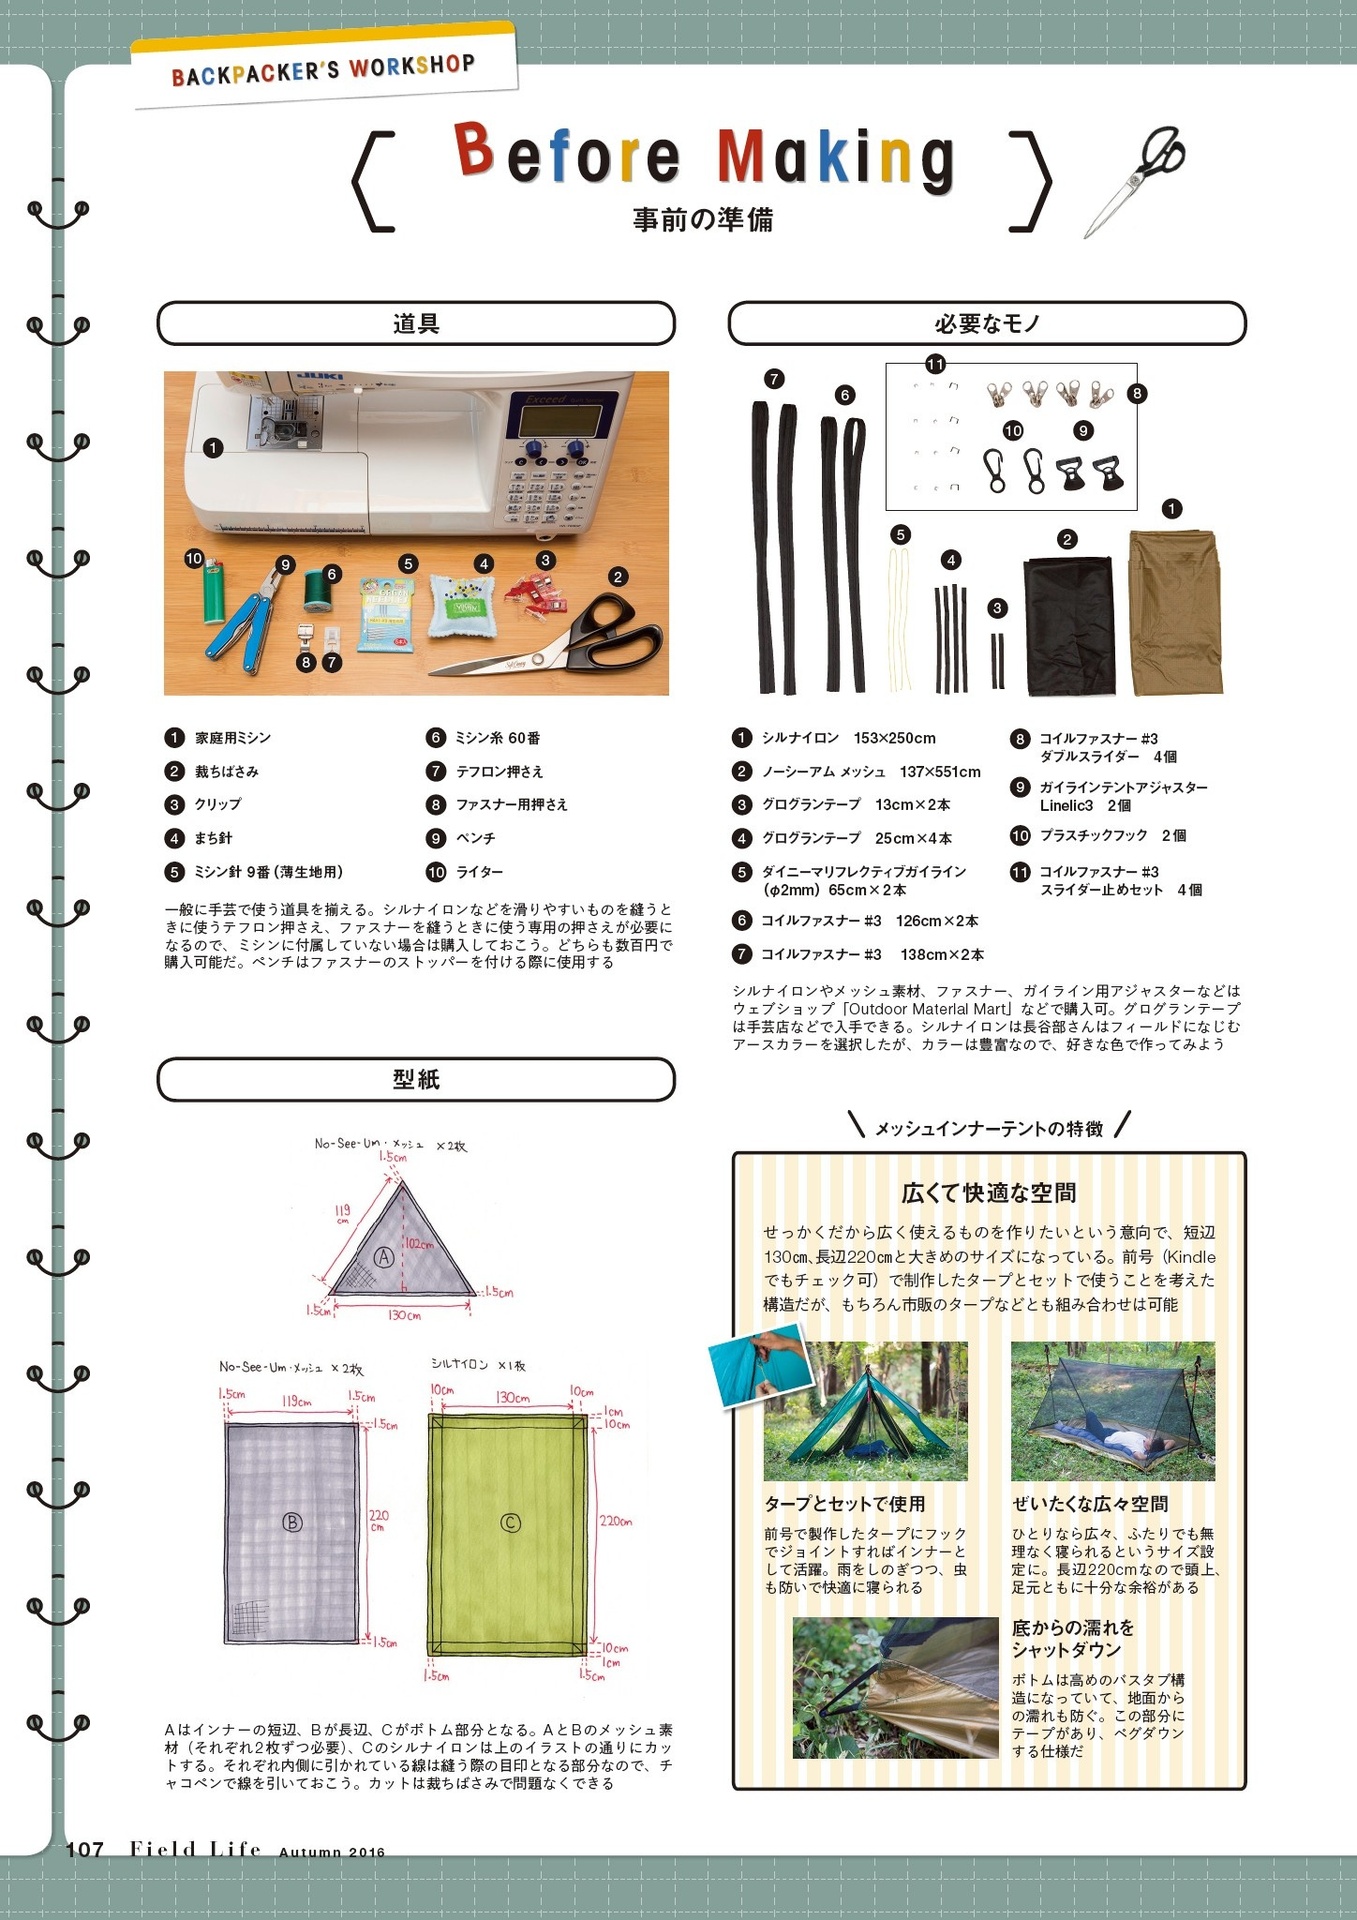 BACKPACKER'S WORKSHOP
Before Making
事前の準備
道具
JUKI
Exceed
1
10
9
6
5
4
3
2
8
7
1 家庭用ミシン
2 裁ちばさみ
3 クリップ
4 まち針
5 ミシン針 9番(薄生地用)
6 ミシン糸 60番
7 テフロン押さえ
8 ファスナー用押さえ
9 ペンチ
10 ライター
一般に手芸で使う道具を揃える。シルナイロンなどを滑りやすいものを縫うと
きに使うテフロン押さえ、ファスナーを縫うときに使う専用の押さえが必要に
なるので、ミシンに付属していない場合は購入しておこう。どちらも数百円で
購入可能だ。ペンチはファスナーのストッパーを付ける際に使用する
必要なモノ
7
6
11
8
10
9
5
4
3
2
1
1 シルナイロン 153×250cm
2 ノーシーアム メッシュ 137×551cm
3 グログランテープ 13cm×2本
4 グログランテープ 25cm×4本
5 ダイニーマリフレクティブガイライン
(φ2mm) 65cm×2本
6 コイルファスナー #3 126cm×2本
7 コイルファスナー #3 138cm×2本
8 コイルファスナー #3
ダブルスライダー 4個
9 ガイラインテントアジャスター
Linelic3 2個
10 プラスチックフック 2個
11 コイルファスナー #3
スライダー止めセット 4個
シルナイロンやメッシュ素材、ファスナー、ガイライン用アジャスターなどは
ウェブショップ「Outdoor Material Mart」などで購入可。グログランテープ
は手芸店などで入手できる。シルナイロンは長谷部さんはフィールドになじむ
アースカラーを選択したが、カラーは豊富なので、好きな色で作ってみよう
型紙
No-See-Um・メッシュ ×2枚
1.5cm
119
cm
102cm
A
1.5cm
1.5cm
130cm
No-See-Um・メッシュ ×2枚
1.5cm
119cm
1.5cm
1.5cm
B
220
cm
1.5cm
シルナイロン ×1枚
10cm
130cm
10cm
1cm
10cm
C
220cm
10cm
1cm
1.5cm
1.5cm
Aはインナーの短辺、Bが長辺、Cがボトム部分となる。AとBのメッシュ素
材(それぞれ2枚ずつ必要)、Cのシルナイロンは上のイラストの通りにカッ
トする。それぞれ内側に引かれている線は縫う際の目印となる部分なので、チ
ャコペンで線を引いておこう。カットは裁ちばさみで問題なくできる
メッシュインナーテントの特徴
広くて快適な空間
せっかくだから広く使えるものを作りたいという意向で、短辺
130㎝、長辺220㎝と大きめのサイズになっている。前号(Kindle
でもチェック可)で制作したタープとセットで使うことを考えた
構造だが、もちろん市販のタープなどとも組み合わせは可能
タープとセットで使用
前号で製作したタープにフック
でジョイントすればインナーと
して活躍。雨をしのぎつつ、虫
も防いで快適に寝られる
ぜいたくな広々空間
ひとりなら広々、ふたりでも無
理なく寝られるというサイズ設
定に。長辺220cmなので頭上、
足元ともに十分な余裕がある
底からの濡れを
シャットダウン
ボトムは高めのバスタブ構
造になっていて、地面から
の濡れも防ぐ。この部分に
テープがあり、ペグダウン
する仕様だ
107 Field Life Autumn 2016